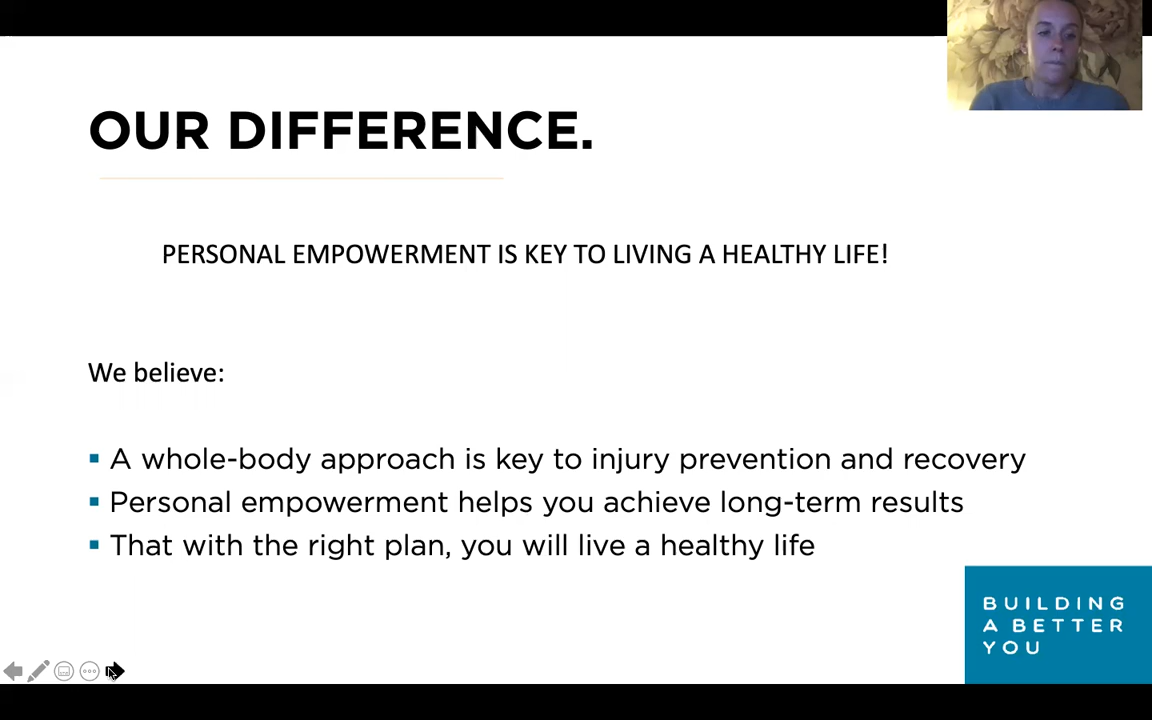 OUR DIFFERENCE.
PERSONAL EMPOWERMENT IS KEY TO LIVING A HEALTHY LIFE!
We believe:
▪ A whole-body approach is key to injury prevention and recovery
▪ Personal empowerment helps you achieve long-term results
▪ That with the right plan, you will live a healthy life
BUILDING
A BETTER
YOU